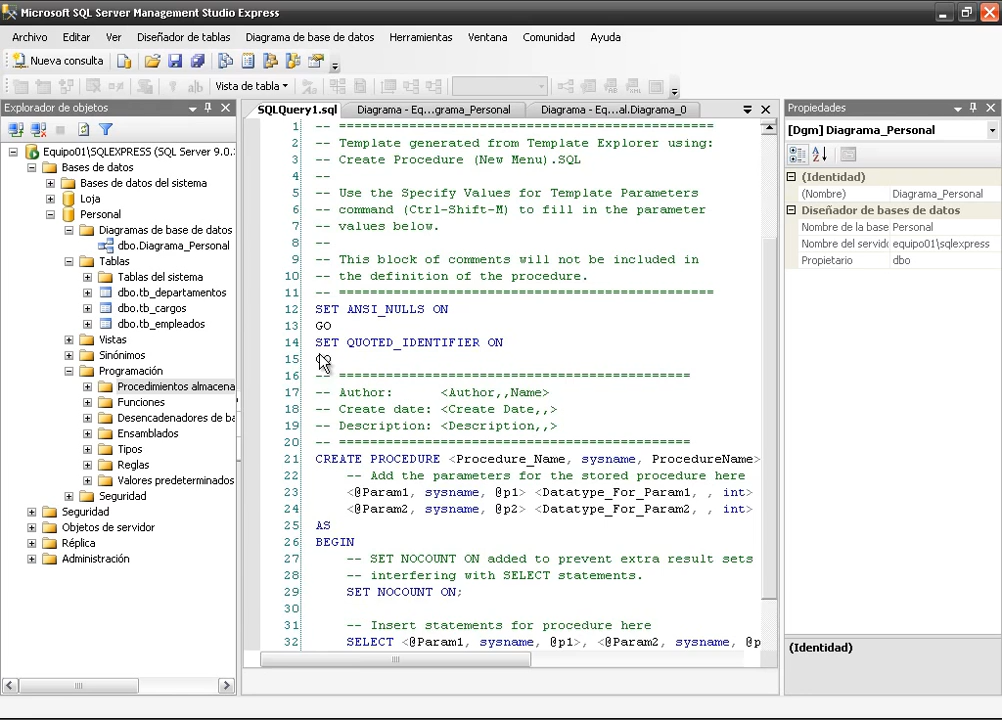 Microsoft SQL Server Management Studio Express
Archivo Editar Ver Diseñador de tablas Diagrama de base de datos Herramientas Ventana Comunidad Ayuda
Nueva consulta
Vista de tabla
Explorador de objetos
Equipo01\SQLEXPRESS (SQL Server 9.0.
Bases de datos
Bases de datos del sistema
Loja
Personal
Diagramas de base de datos
dbo.Diagrama_Personal
Tablas
Tablas del sistema
dbo.tb_departamentos
dbo.tb_cargos
dbo.tb_empleados
Vistas
Sinónimos
Programación
Procedimientos almacena
Funciones
Desencadenadores de ba
Ensamblados
Tipos
Reglas
Valores predeterminados
Seguridad
Seguridad
Objetos de servidor
Réplica
Administración
SQLQuery1.sql Diagrama - Eq...grama_Personal Diagrama - Eq...al.Diagrama_0
1 -- ================================================
2 -- Template generated from Template Explorer using:
3 -- Create Procedure (New Menu).SQL
4 --
5 -- Use the Specify Values for Template Parameters
6 -- command (Ctrl-Shift-M) to fill in the parameter
7 -- values below.
8 --
9 -- This block of comments will not be included in
10 -- the definition of the procedure.
11 -- ================================================
12 SET ANSI_NULLS ON
13 GO
14 SET QUOTED_IDENTIFIER ON
15 GO
16 -- =============================================
17 -- Author: <Author,,Name>
18 -- Create date: <Create Date,,>
19 -- Description: <Description,,>
20 -- =============================================
21 CREATE PROCEDURE <Procedure_Name, sysname, ProcedureName>
22 -- Add the parameters for the stored procedure here
23 <@Param1, sysname, @p1> <Datatype_For_Param1, , int>
24 <@Param2, sysname, @p2> <Datatype_For_Param2, , int>
25 AS
26 BEGIN
27 -- SET NOCOUNT ON added to prevent extra result sets
28 -- interfering with SELECT statements.
29 SET NOCOUNT ON;
30
31 -- Insert statements for procedure here
32 SELECT <@Param1, sysname, @p1>, <@Param2, sysname, @p
Propiedades
[Dgm] Diagrama_Personal
(Identidad)
(Nombre) Diagrama_Personal
Diseñador de bases de datos
Nombre de la base Personal
Nombre del servido equipo01\sqlexpress
Propietario dbo
(Identidad)